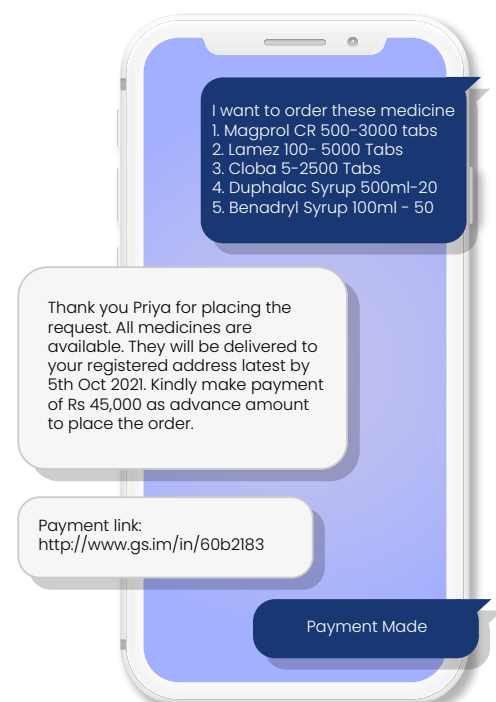 I want to order these medicine
1. Magprol CR 500-3000 tabs
2. Lamez 100- 5000 Tabs
3. Cloba 5-2500 Tabs
4. Duphalac Syrup 500ml-20
5. Benadryl Syrup 100ml - 50
Thank you Priya for placing the
request. All medicines are
available. They will be delivered to
your registered address latest by
5th Oct 2021. Kindly make payment
of Rs 45,000 as advance amount
to place the order.
Payment link:
http://www.gs.im/in/60b2183
Payment Made